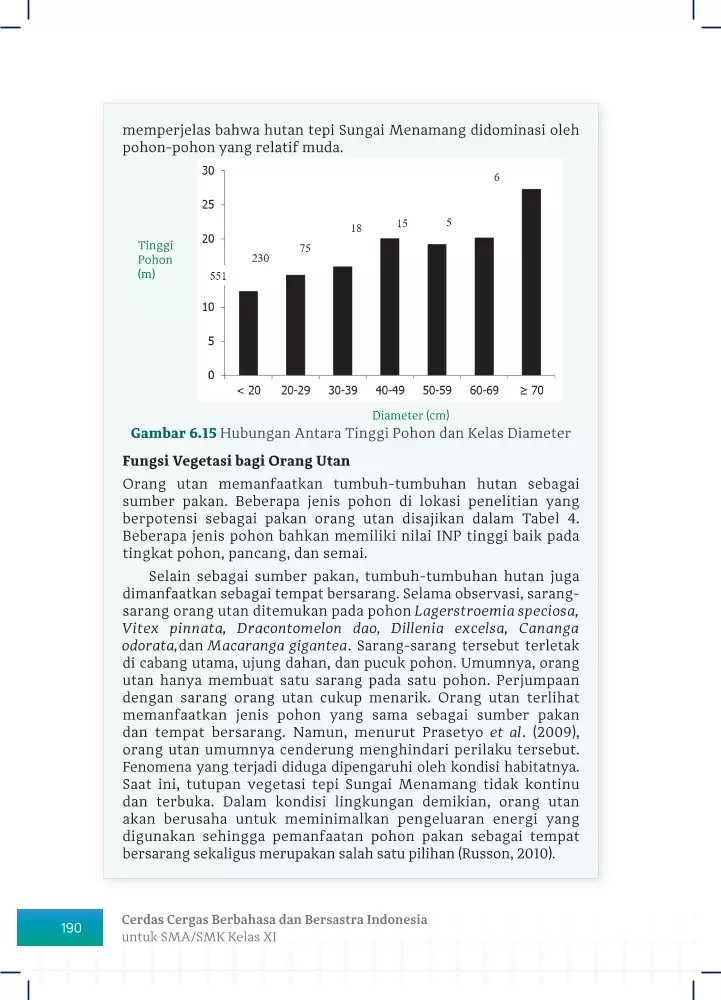 memperjelas bahwa hutan tepi Sungai Menamang didominasi oleh
pohon-pohon yang relatif muda.
30
25
20
10
5
0
Tinggi
Pohon
(m)
551
230
75
18
15
5
6
< 20 20-29 30-39 40-49 50-59 60-69 ≥ 70
Diameter (cm)
Gambar 6.15 Hubungan Antara Tinggi Pohon dan Kelas Diameter
Fungsi Vegetasi bagi Orang Utan
Orang utan memanfaatkan tumbuh-tumbuhan hutan sebagai
sumber pakan. Beberapa jenis pohon di lokasi penelitian yang
berpotensi sebagai pakan orang utan disajikan dalam Tabel 4.
Beberapa jenis pohon bahkan memiliki nilai INP tinggi baik pada
tingkat pohon, pancang, dan semai.
Selain sebagai sumber pakan, tumbuh-tumbuhan hutan juga
dimanfaatkan sebagai tempat bersarang. Selama observasi, sarang-
sarang orang utan ditemukan pada pohon Lagerstroemia speciosa,
Vitex pinnata, Dracontomelon dao, Dillenia excelsa, Cananga
odorata,dan Macaranga gigantea. Sarang-sarang tersebut terletak
di cabang utama, ujung dahan, dan pucuk pohon. Umumnya, orang
utan hanya membuat satu sarang pada satu pohon. Perjumpaan
dengan sarang orang utan cukup menarik. Orang utan terlihat
memanfaatkan jenis pohon yang sama sebagai sumber pakan
dan tempat bersarang. Namun, menurut Prasetyo et al. (2009),
orang utan umumnya cenderung menghindari perilaku tersebut.
Fenomena yang terjadi diduga dipengaruhi oleh kondisi habitatnya.
Saat ini, tutupan vegetasi tepi Sungai Menamang tidak kontinu
dan terbuka. Dalam kondisi lingkungan demikian, orang utan
akan berusaha untuk meminimalkan pengeluaran energi yang
digunakan sehingga pemanfaatan pohon pakan sebagai tempat
bersarang sekaligus merupakan salah satu pilihan (Russon, 2010).
190
Cerdas Cergas Berbahasa dan Bersastra Indonesia
untuk SMA/SMK Kelas XI